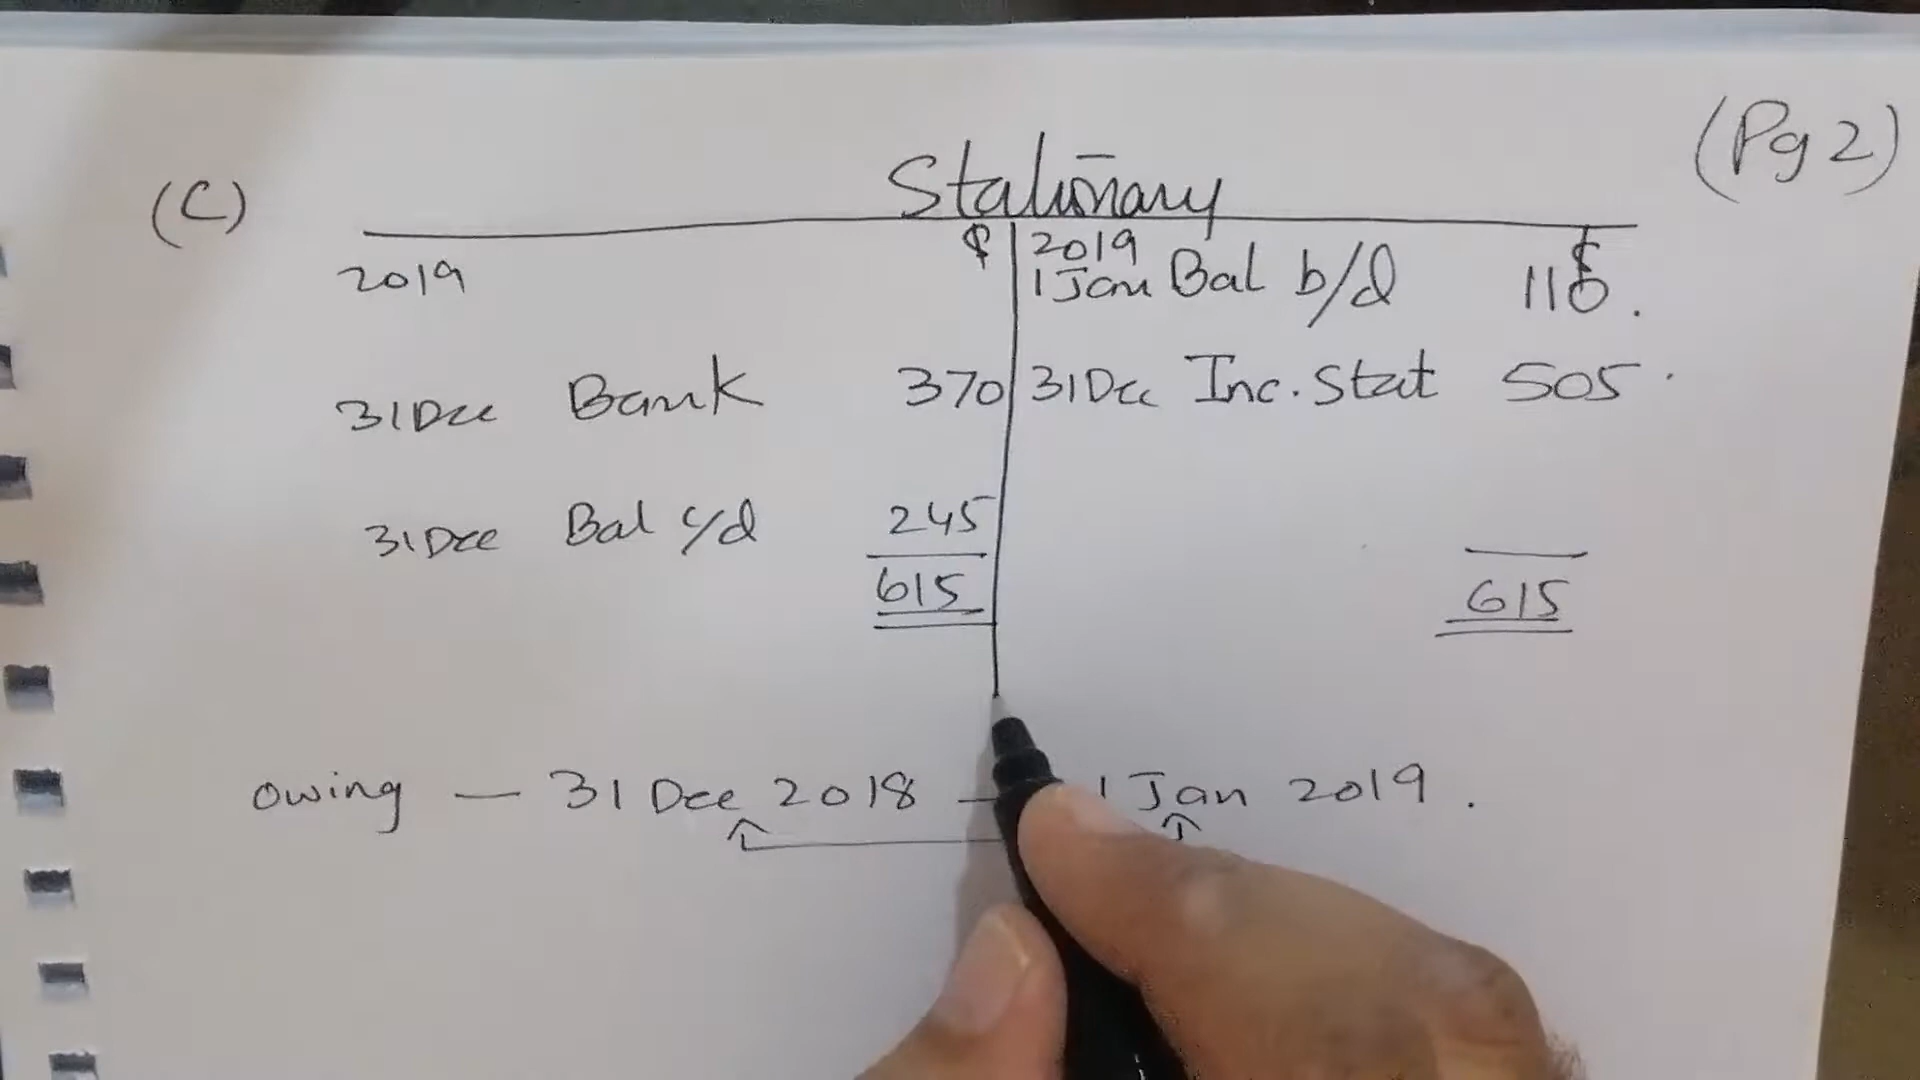 (Pg 2)
(C) Stationary
$ 2019 $
2019 1 Jan Bal b/d 110.
31 Dec Bank 370 31 Dec Inc. Stat 505.
31 Dec Bal c/d 245
615 615
owing — 31 Dec 2018 — 1 Jan 2019.